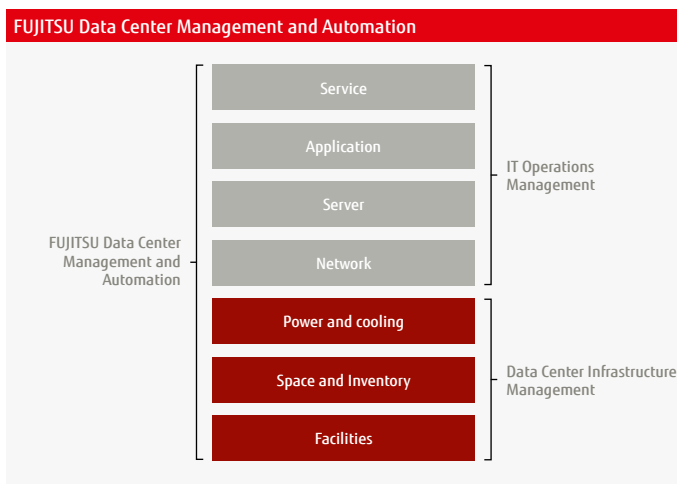 FUJITSU Data Center Management and Automation
Service
Application
Server
Network
Power and cooling
Space and Inventory
Facilities
FUJITSU Data Center
Management and
Automation
IT Operations
Management
Data Center Infrastructure
Management